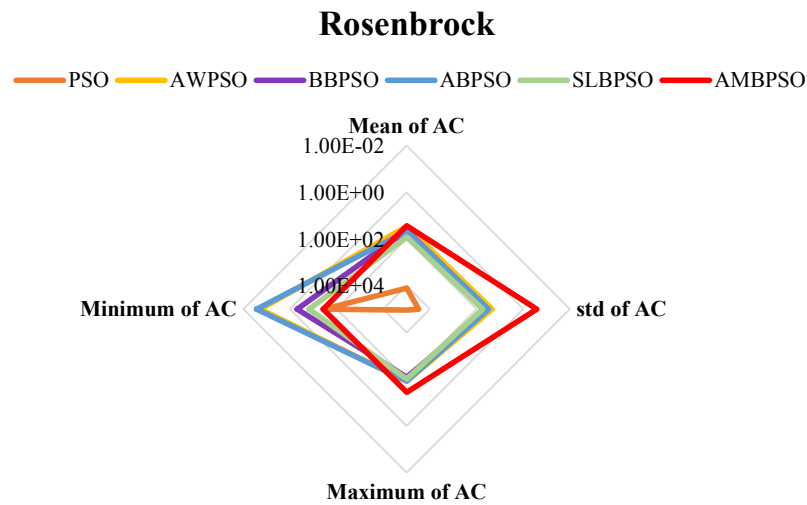 Rosenbrock
PSO AWPSO BBPSO ABPSO SLBPSO AMBPSO
Mean of AC
1.00E-02
1.00E+00
1.00E+02
1.00E+04
Minimum of AC
std of AC
Maximum of AC